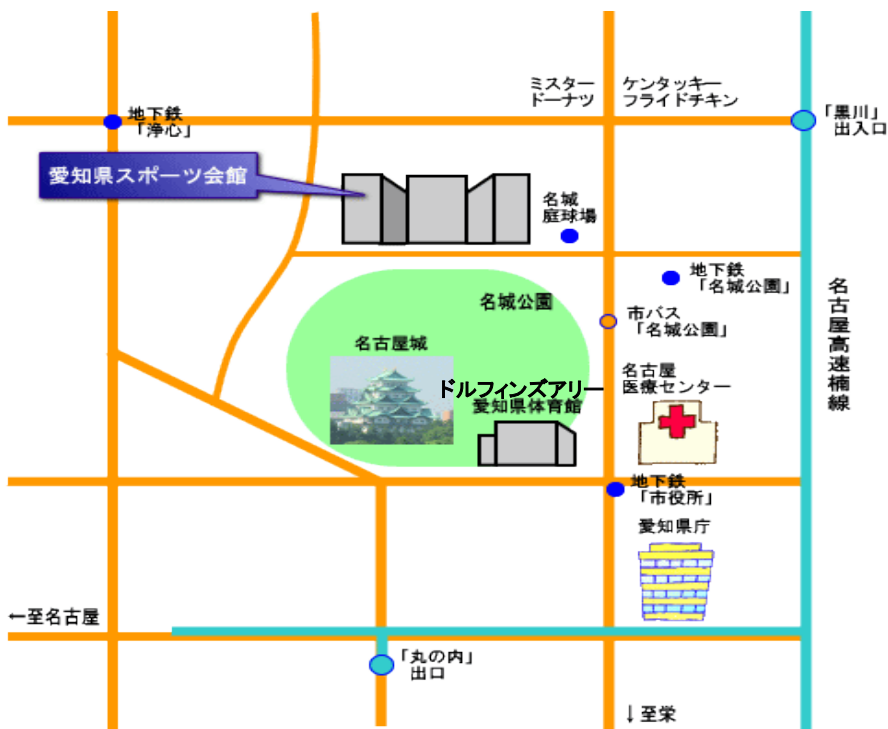 ミスター
ドーナツ
ケンタッキー
フライドチキン
地下鉄
「浄心」
「黒川」
出入口
愛知県スポーツ会館
名城
庭球場
地下鉄
「名城公園」
名古屋高速楠線
名城公園
市バス
「名城公園」
名古屋城
名古屋
医療センター
ドルフィンズアリー
愛知県体育館
地下鉄
「市役所」
愛知県庁
←至名古屋
「丸の内」
出口
↓至栄